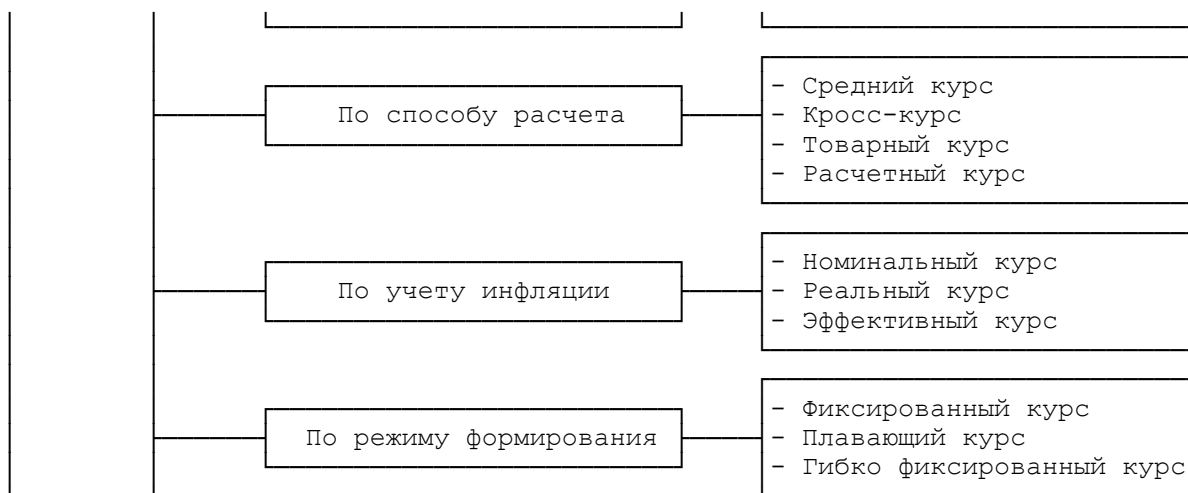 По способу расчета
- Средний курс
- Кросс-курс
- Товарный курс
- Расчетный курс
По учету инфляции
- Номинальный курс
- Реальный курс
- Эффективный курс
По режиму формирования
- Фиксированный курс
- Плавающий курс
- Гибко фиксированный курс